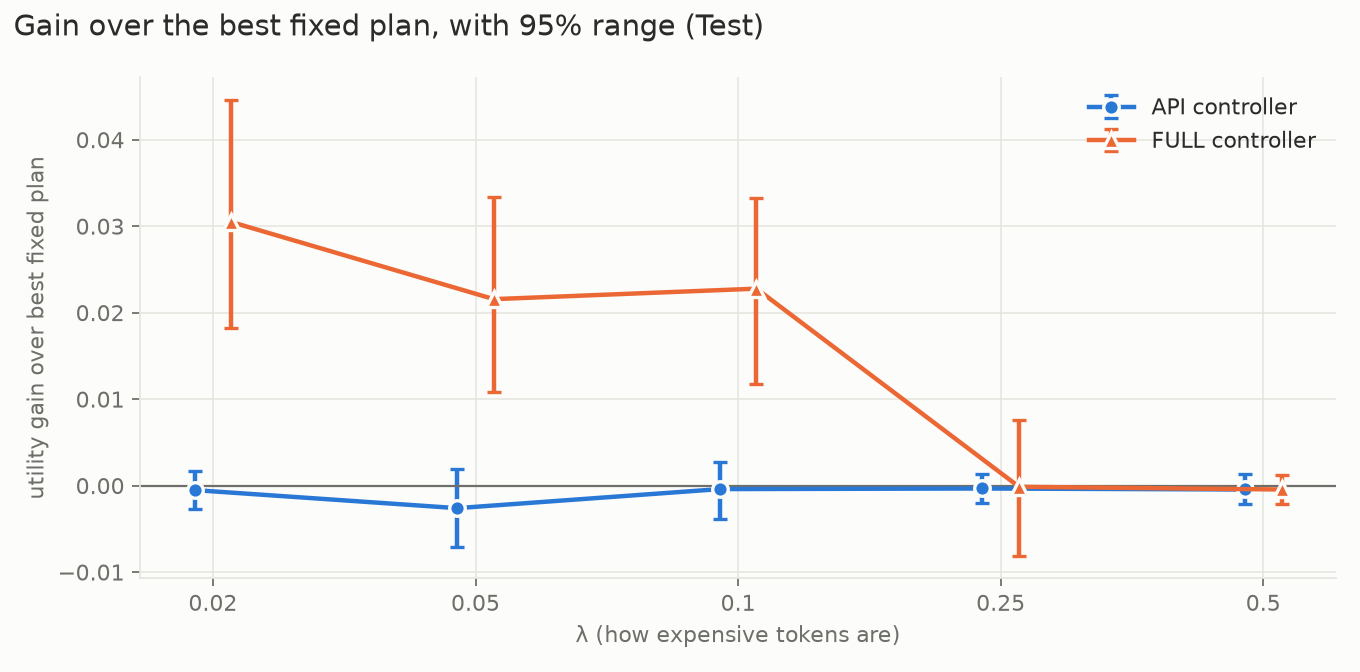 Gain over the best fixed plan, with 95% range (Test)
API controller
FULL controller
utility gain over best fixed plan
0.04
0.03
0.02
0.01
0.00
−0.01
0.02 0.05 0.1 0.25 0.5
λ (how expensive tokens are)